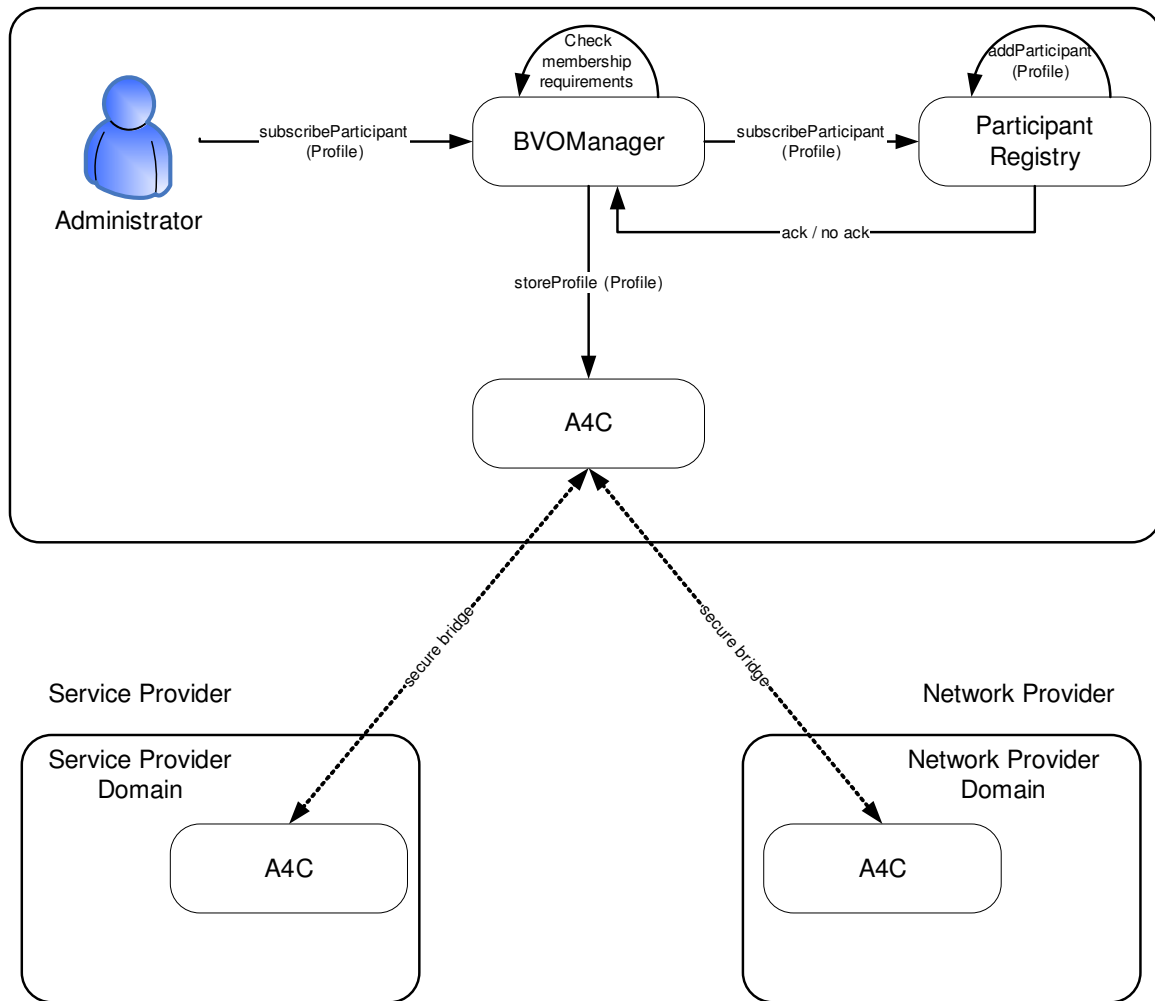 Check
membership
requirements
addParticipant
(Profile)
subscribeParticipant
(Profile)
BVOManager
subscribeParticipant
(Profile)
Participant
Registry
Administrator
ack / no ack
storeProfile (Profile)
A4C
secure bridge
secure bridge
Service Provider
Network Provider
Service Provider
Domain
Network Provider
Domain
A4C
A4C